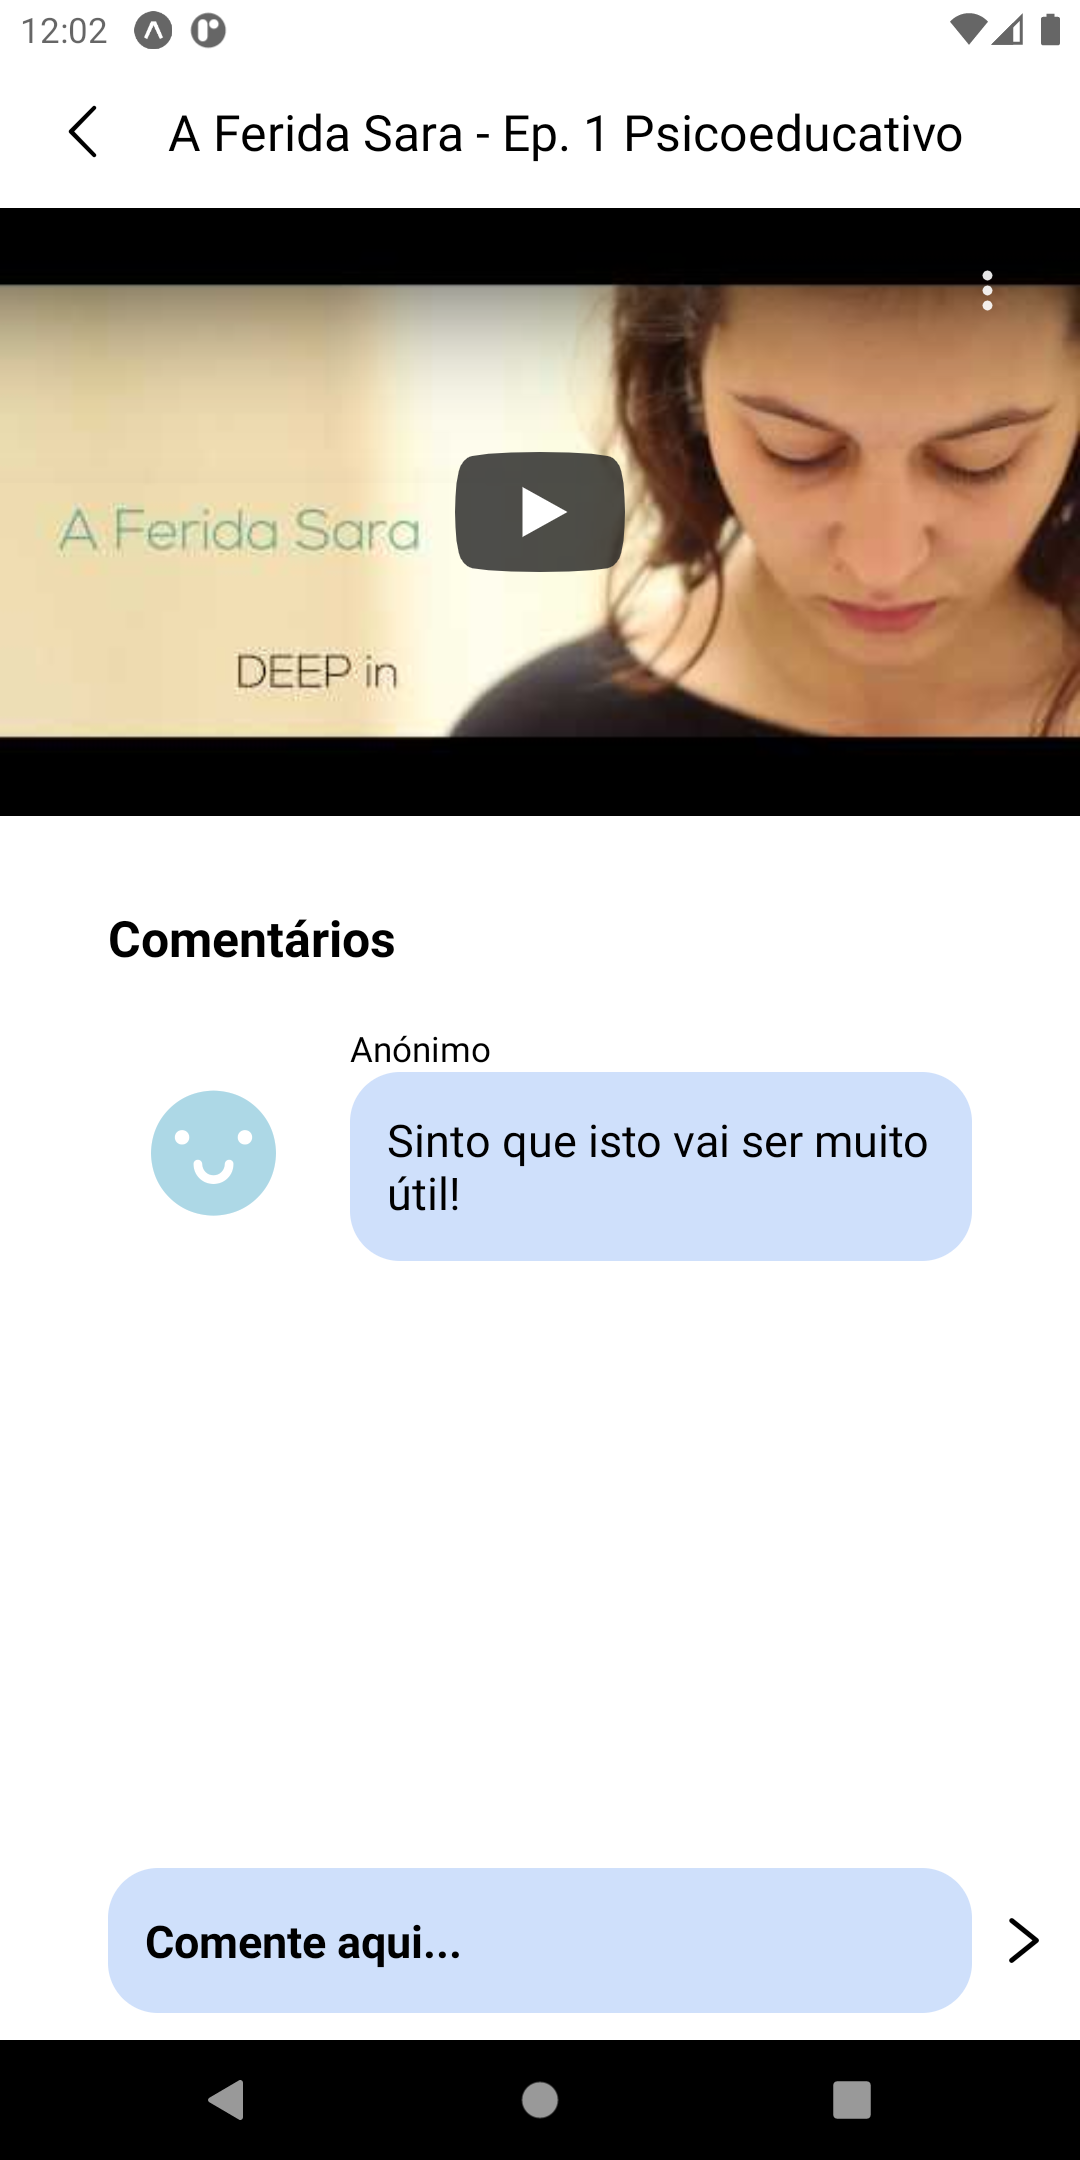 12:02
A Ferida Sara - Ep. 1 Psicoeducativo
A Ferida Sara
DEEP in
Comentários
Anónimo
Sinto que isto vai ser muito
útil!
Comente aqui...